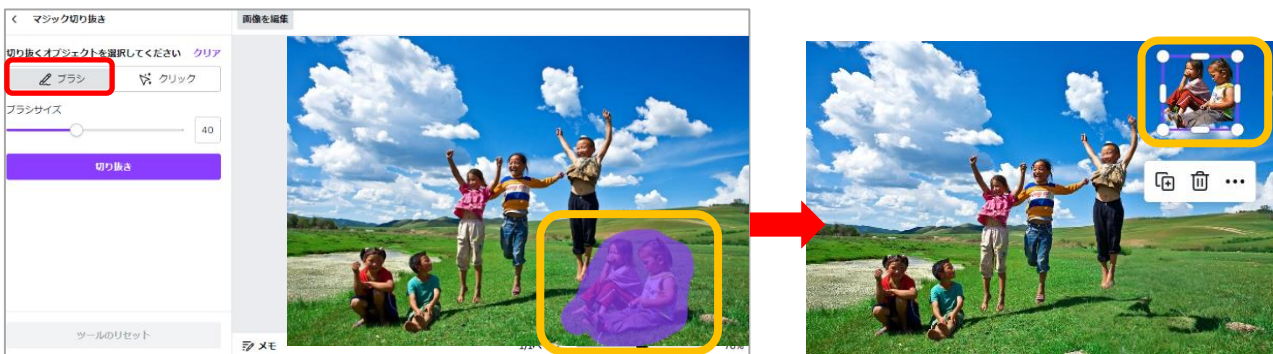 マジック切り抜き
画像を編集
切り抜くオブジェクトを選択してください クリア
ブラシ
クリック
ブラシサイズ
40
切り抜き
ツールのリセット
メモ
1/1
70%